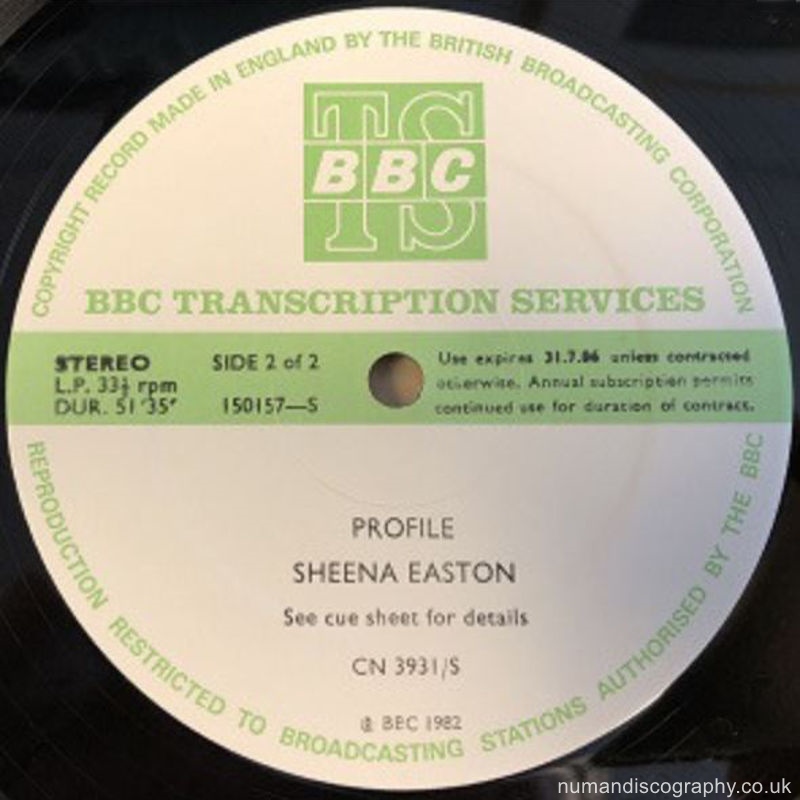 COPYRIGHT RECORD MADE IN ENGLAND BY THE BRITISH BROADCASTING CORPORATION
TS
BBC
BBC TRANSCRIPTION SERVICES
STEREO
L.P. 33⅓ rpm
DUR. 51'35"
SIDE 2 of 2
150157—S
Use expires 31.7.86 unless contracted
otherwise. Annual subscription permits
continued use for duration of contract.
PROFILE
SHEENA EASTON
See cue sheet for details
CN 3931/S
℗ BBC 1982
REPRODUCTION RESTRICTED TO BROADCASTING STATIONS AUTHORISED BY THE BBC
numandiscography.co.uk